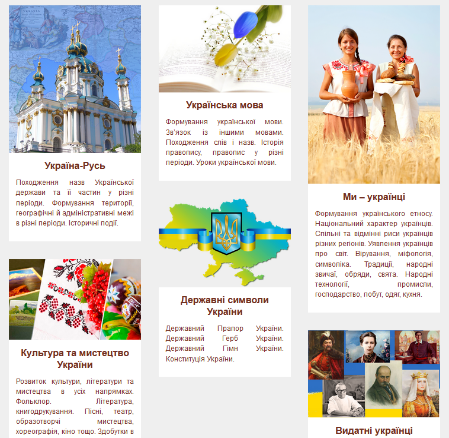 Україна-Русь
Походження назв Української
держави та її частин у різні
періоди. Формування території,
географічні й адміністративні межі
в різні періоди. Історичні події.
Культура та мистецтво
України
Розвиток культури, літератури та
мистецтва в усіх напрямках.
Фольклор. Література,
книгодрукування. Пісні, театр,
образотворчі мистецтва,
хореографія, кіно тощо. Здобутки в
Українська мова
Формування української мови.
Зв'язок із іншими мовами.
Походження слів і назв. Історія
правопису, правопис у різні
періоди. Уроки української мови.
Державні символи
України
Державний Прапор України.
Державний Герб України.
Державний Гімн України.
Конституція України.
Ми – українці
Формування українського етносу.
Національний характер українців.
Спільні та відмінні риси українців
різних регіонів. Уявлення українців
про світ. Вірування, міфологія,
символіка. Традиції, народні
звичаї, обряди, свята. Народні
технології, промисли,
господарство, побут, одяг, кухня.
Видатні українці